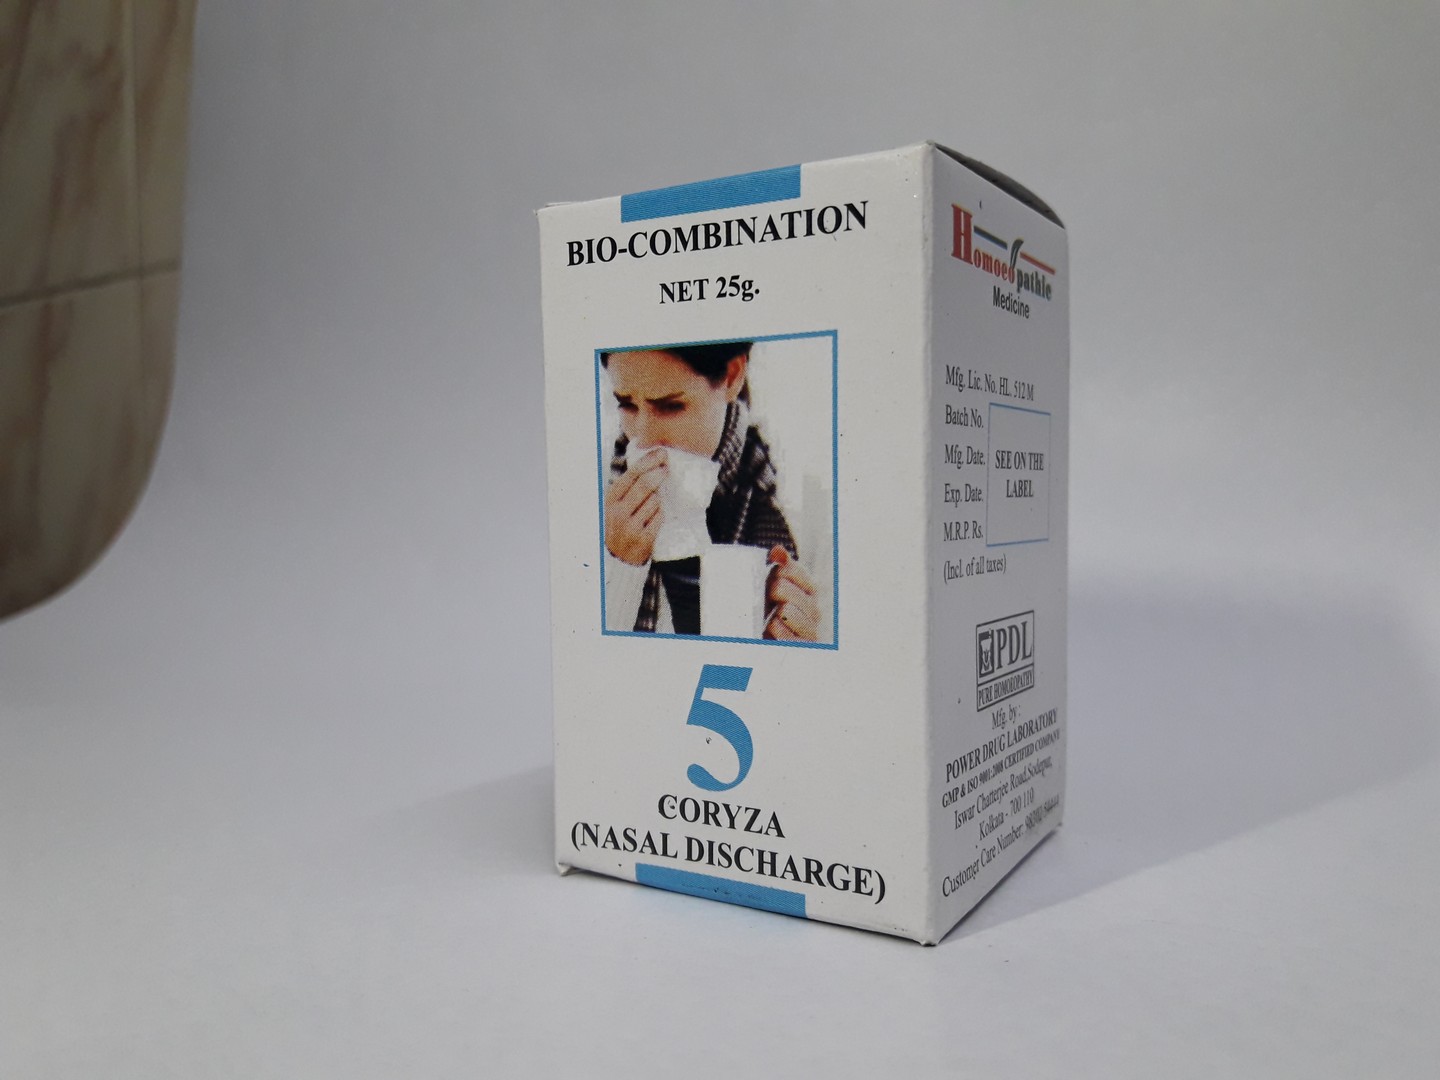 BIO-COMBINATION
NET 25g.
5
CORYZA
(NASAL DISCHARGE)
Homoeopathic
Medicine
Mfg. Lic. No. HL. 512 M
Batch No.
Mfg. Date.
Exp. Date.
M.R.P. Rs.
(Incl. of all taxes)
SEE ON THE
LABEL
PDL
PURE HOMOEOPATHY
Mfg. by :
POWER DRUG LABORATORY
GMP & ISO 9001:2008 CERTIFIED COMPANY
Iswar Chatterjee Road, Sodepur,
Kolkata - 700 110
Customer Care Number: